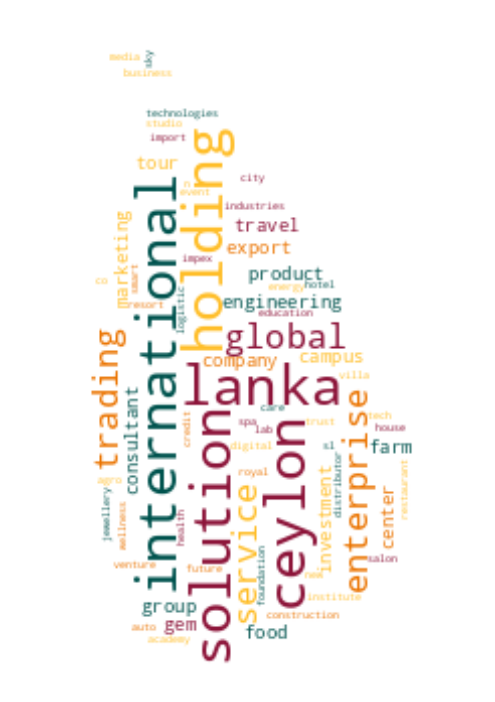 media
sky
business
technologies
studio
import
holding
tour
city
international
event
industries
marketing
travel
export
impex
product
smart
co
energy
hotel
logistic
resort
engineering
education
global
trading
company
campus
lanka
villa
consultant
care
enterprise
solution
credit
spa
trust
tech
lab
house
ceylon
digital
sl
farm
distributor
royal
investment
restaurant
agro
jewellery
service
center
wellness
health
foundation
salon
venture
future
new
institute
group
construction
auto
gem
food
academy